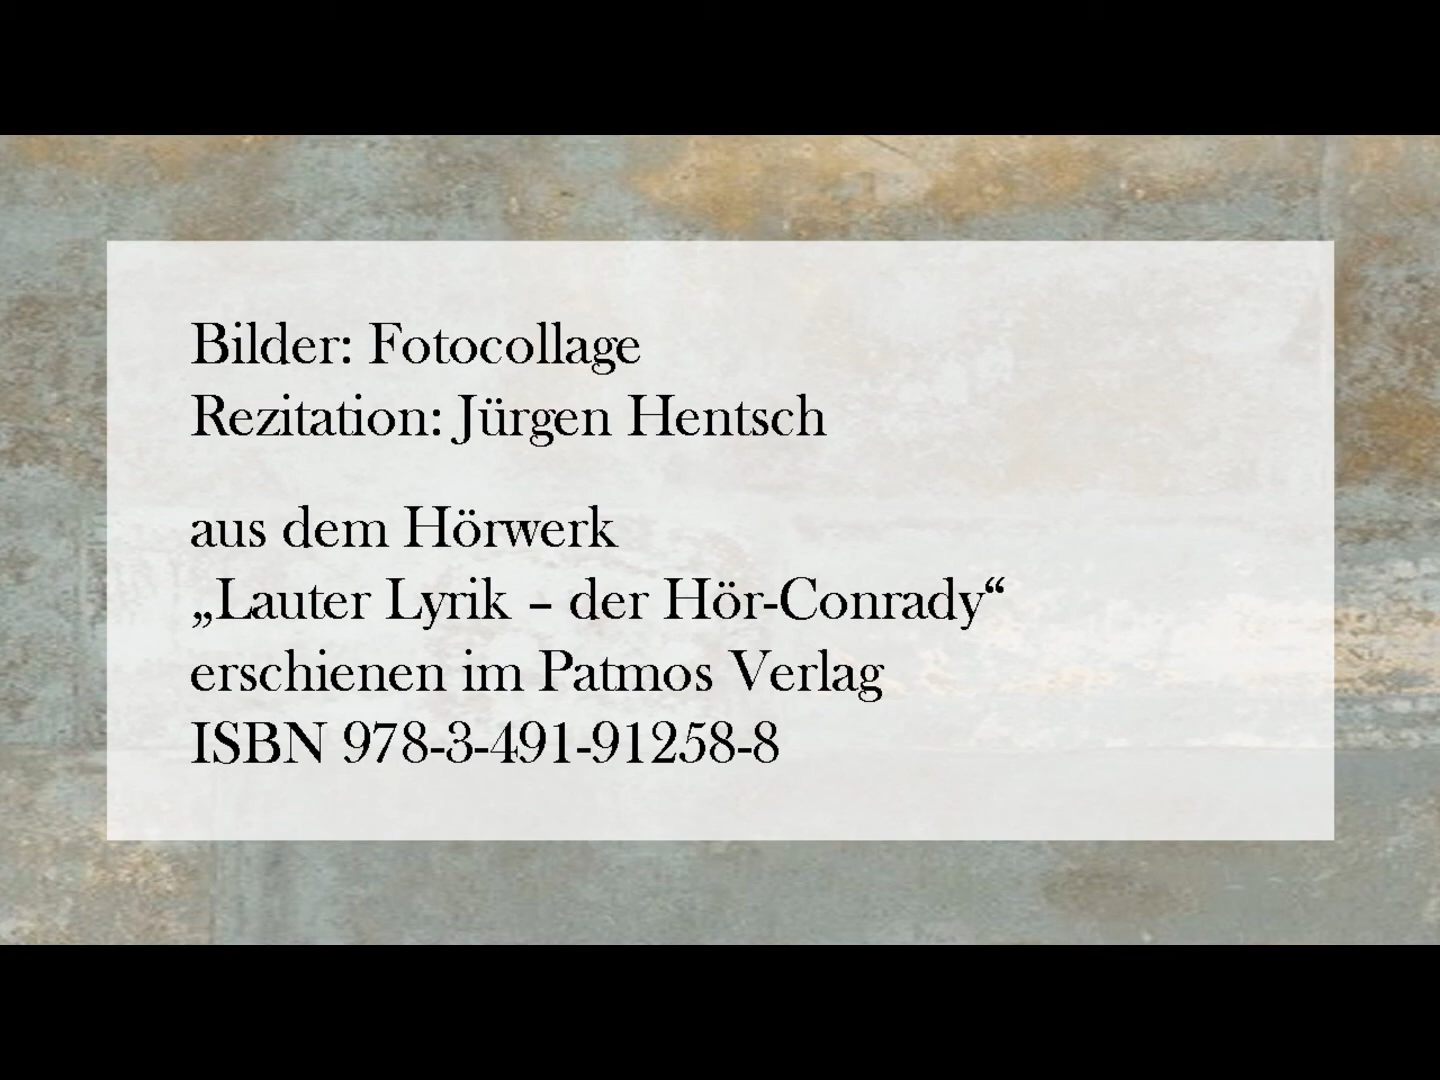 Bilder: Fotocollage
Rezitation: Jürgen Hentsch
aus dem Hörwerk
„Lauter Lyrik – der Hör-Conrady“
erschienen im Patmos Verlag
ISBN 978-3-491-91258-8